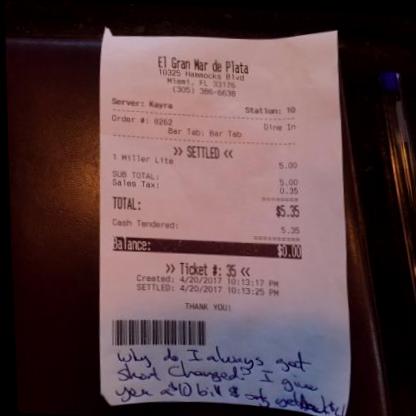 El Gran Mar de Plata
10325 Hammocks Blvd
Miami, FL 33176
(305) 386-6638
Server: Kayra Station: 10
Order #: 8262 Dine In
Bar Tab: Bar Tab
>> SETTLED <<
1 Miller Lite 5.00
SUB TOTAL: 5.00
Sales Tax: 0.35
TOTAL: $5.35
Cash Tendered: 5.35
Balance: $0.00
>> Ticket #: 35 <<
Created: 4/20/2017 10:13:17 PM
SETTLED: 4/20/2017 10:13:25 PM
THANK YOU!
Why do I always get
short changed? I give
you a $10 bill & only get